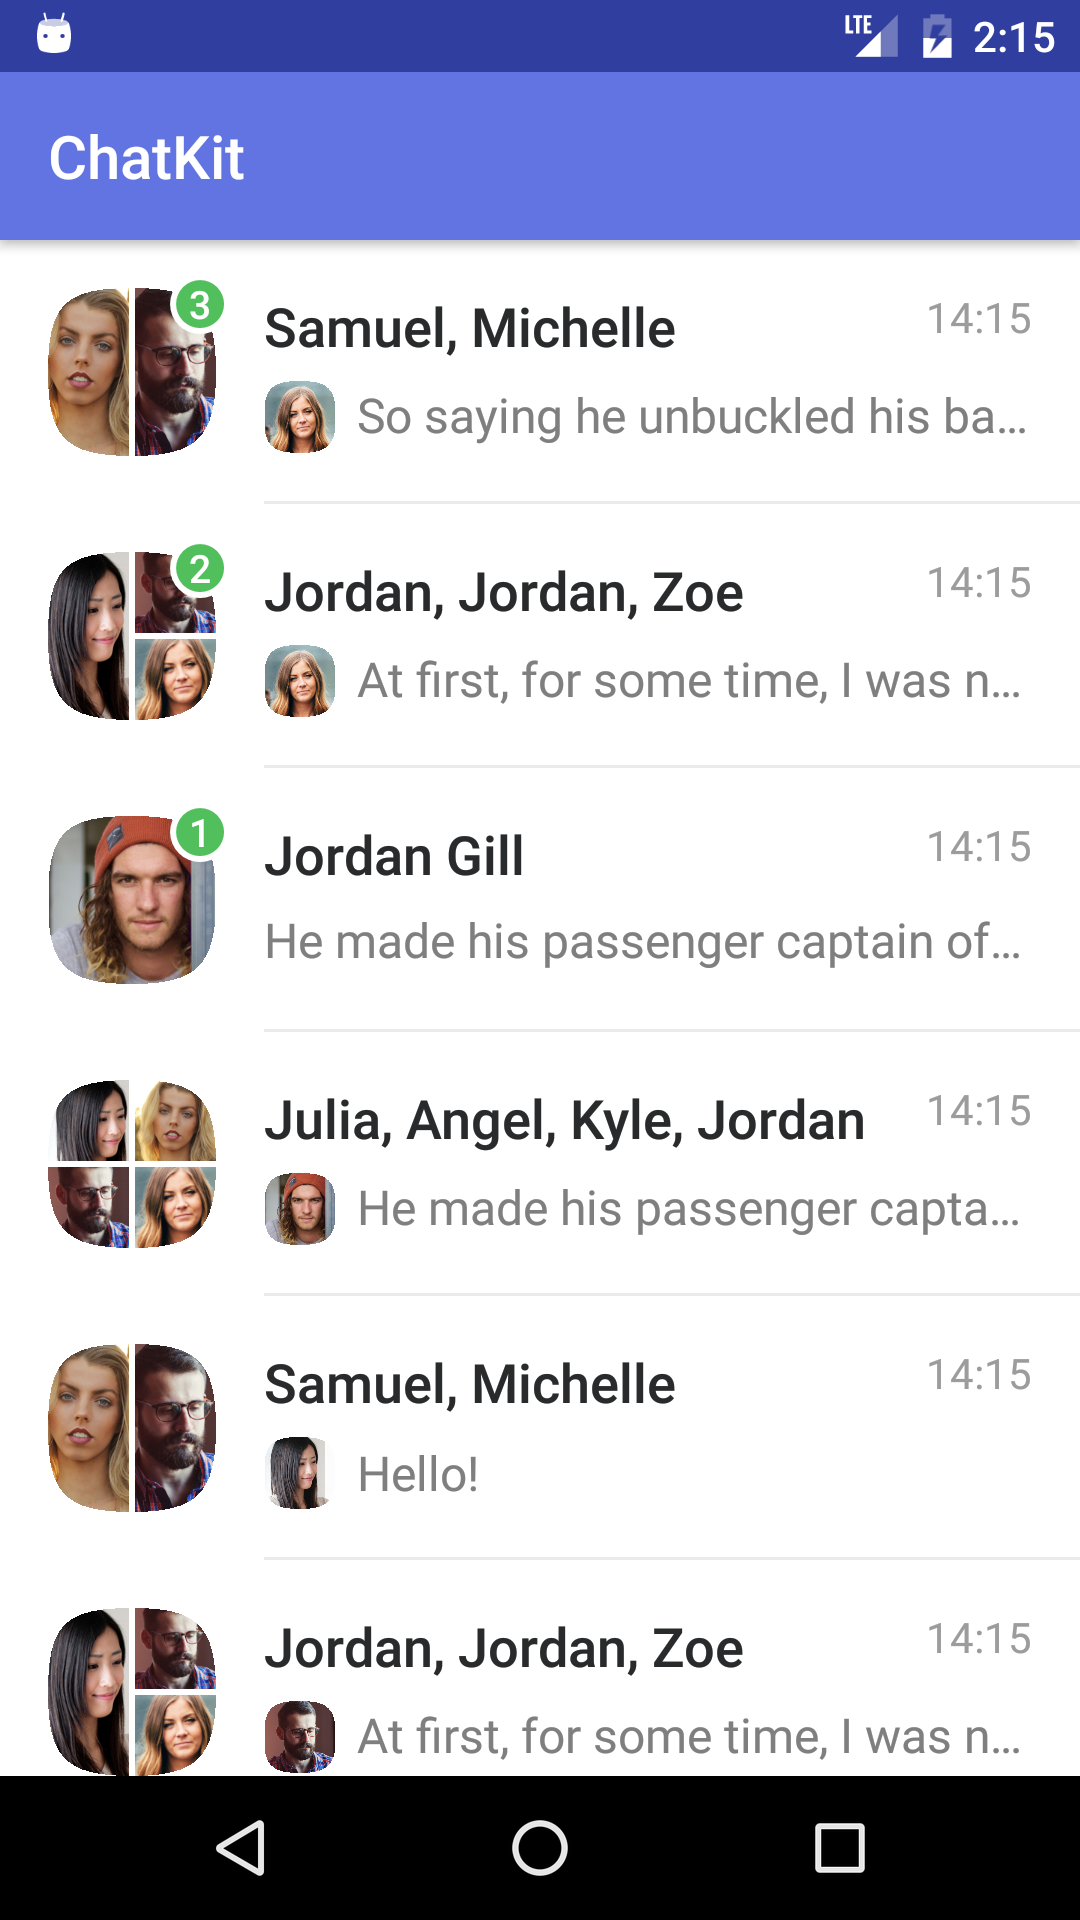 LTE 2:15
ChatKit
3
Samuel, Michelle 14:15
So saying he unbuckled his ba...
2
Jordan, Jordan, Zoe 14:15
At first, for some time, I was n...
1
Jordan Gill 14:15
He made his passenger captain of...
Julia, Angel, Kyle, Jordan 14:15
He made his passenger capta...
Samuel, Michelle 14:15
Hello!
Jordan, Jordan, Zoe 14:15
At first, for some time, I was n...